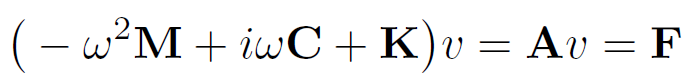 (−ω²M + iωC + K)v = Av = F